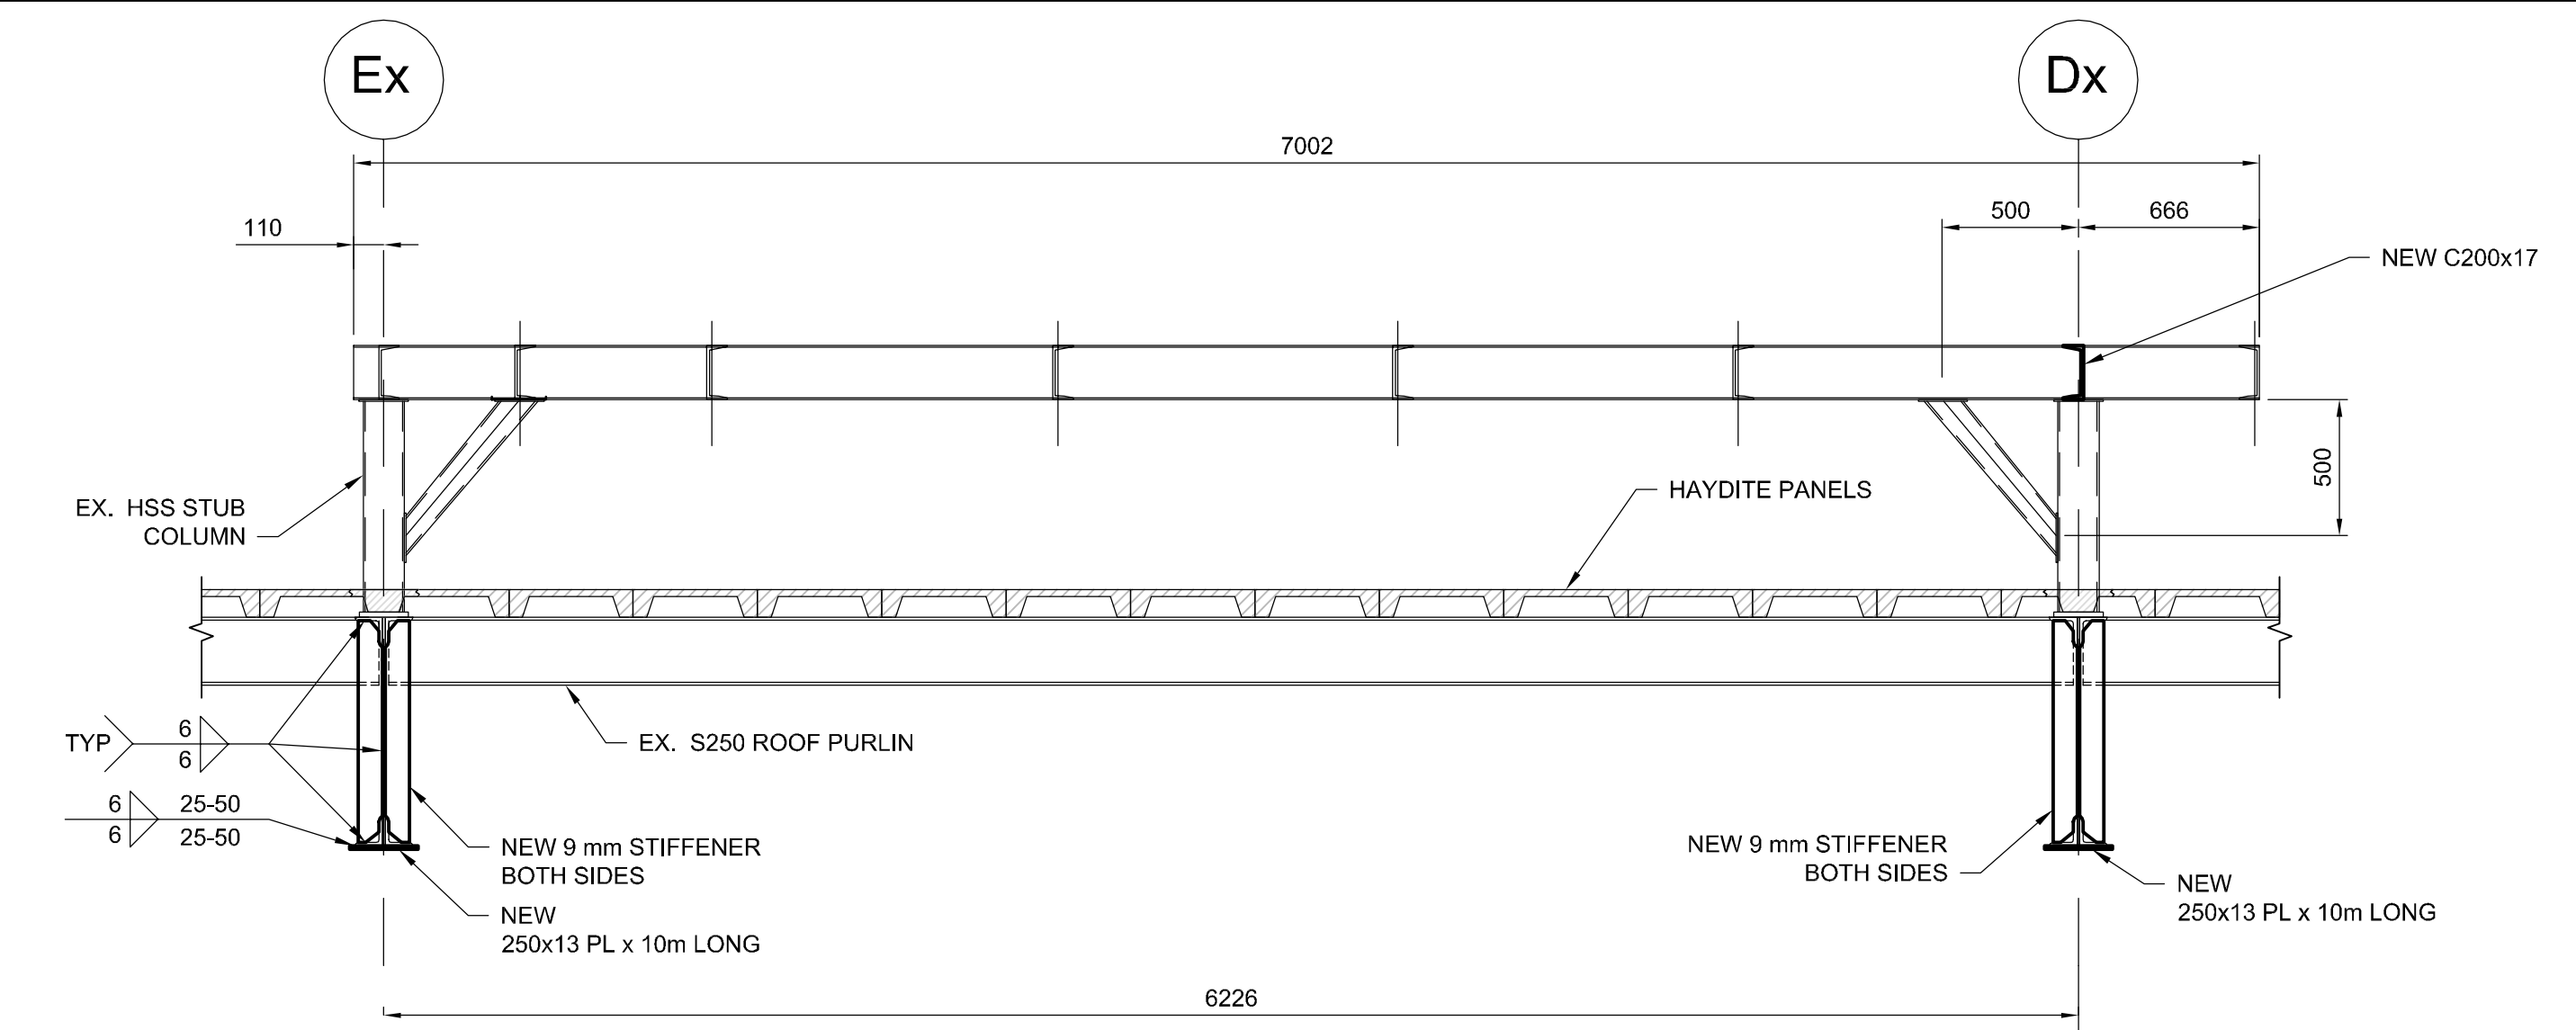 Ex
Dx
7002
110
500
666
NEW C200x17
500
EX. HSS STUB
COLUMN
HAYDITE PANELS
TYP
6
6
EX. S250 ROOF PURLIN
6 25-50
6 25-50
NEW 9 mm STIFFENER
BOTH SIDES
NEW
250x13 PL x 10m LONG
NEW 9 mm STIFFENER
BOTH SIDES
NEW
250x13 PL x 10m LONG
6226